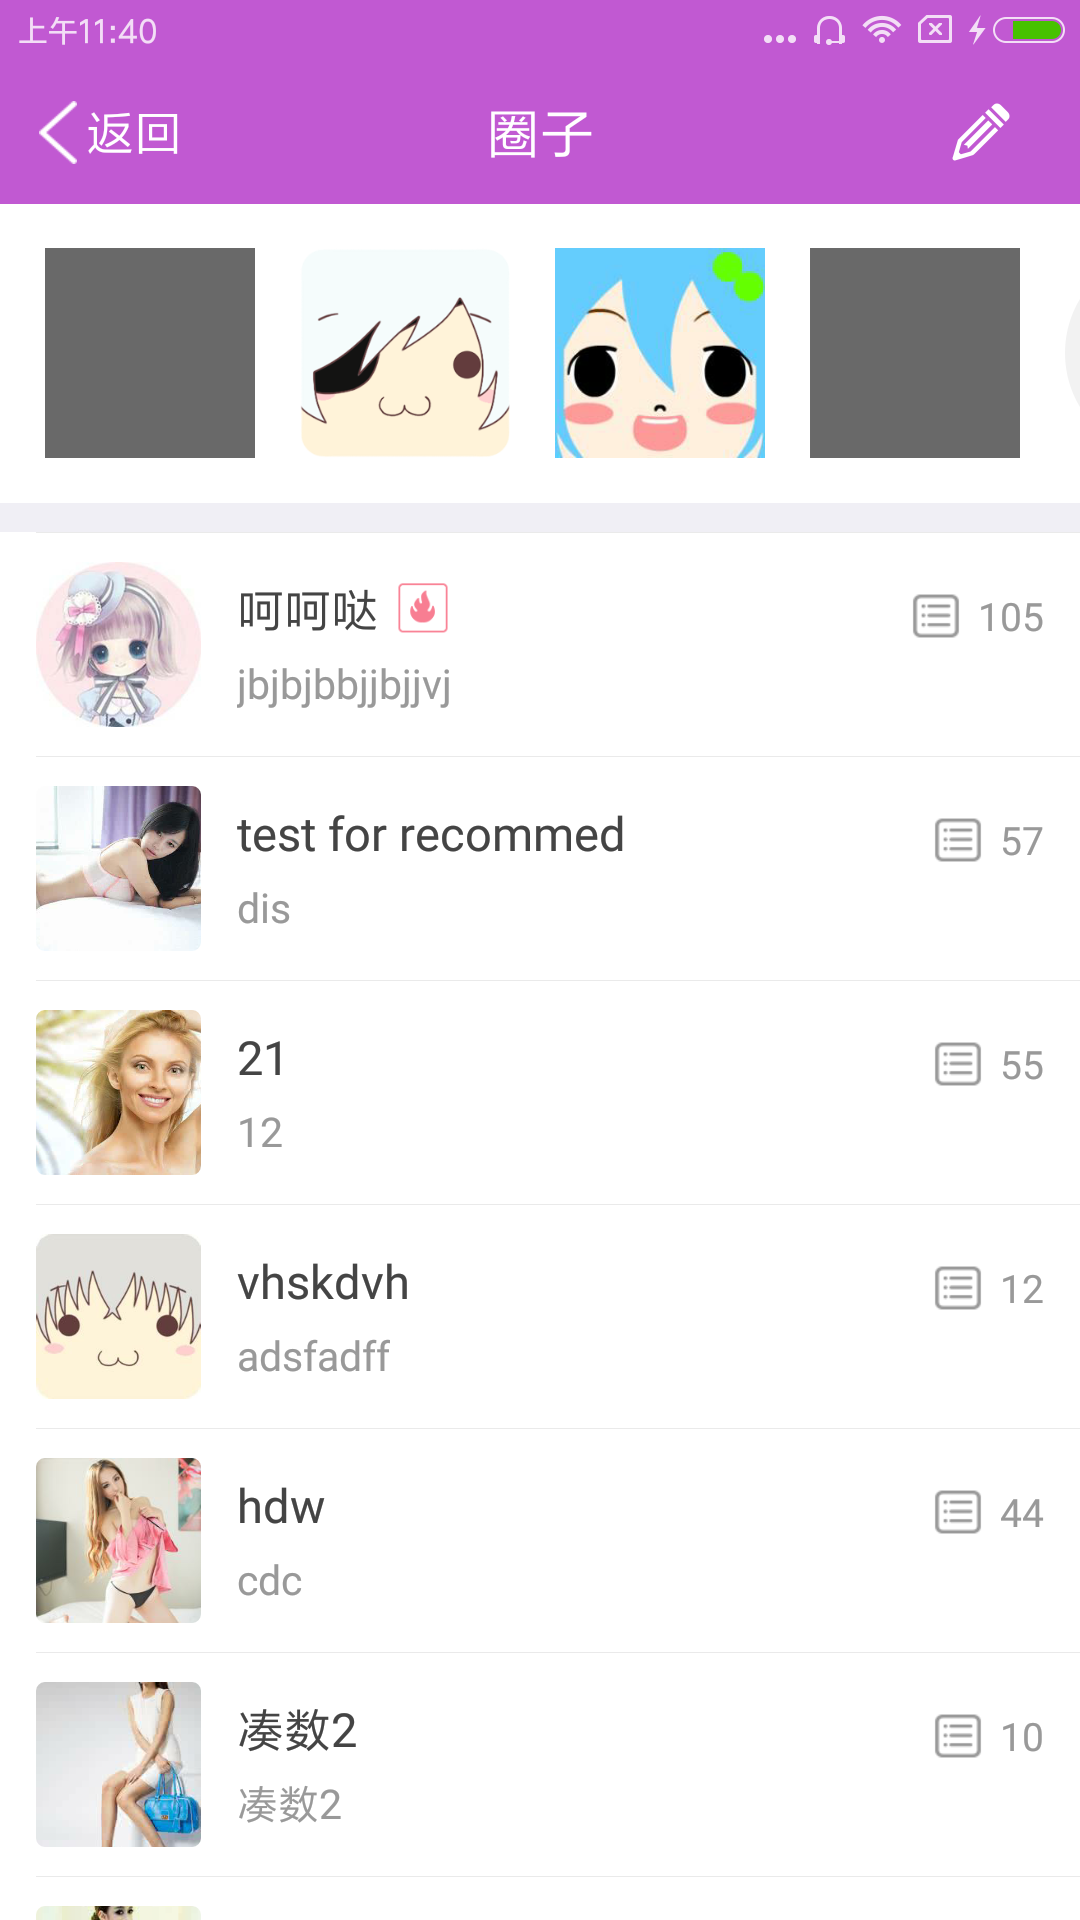 上午11:40
返回
圈子
呵呵哒
105
jbjbjbbjjbjjvj
test for recommed
57
dis
21
55
12
vhskdvh
12
adsfadff
hdw
44
cdc
凑数2
10
凑数2